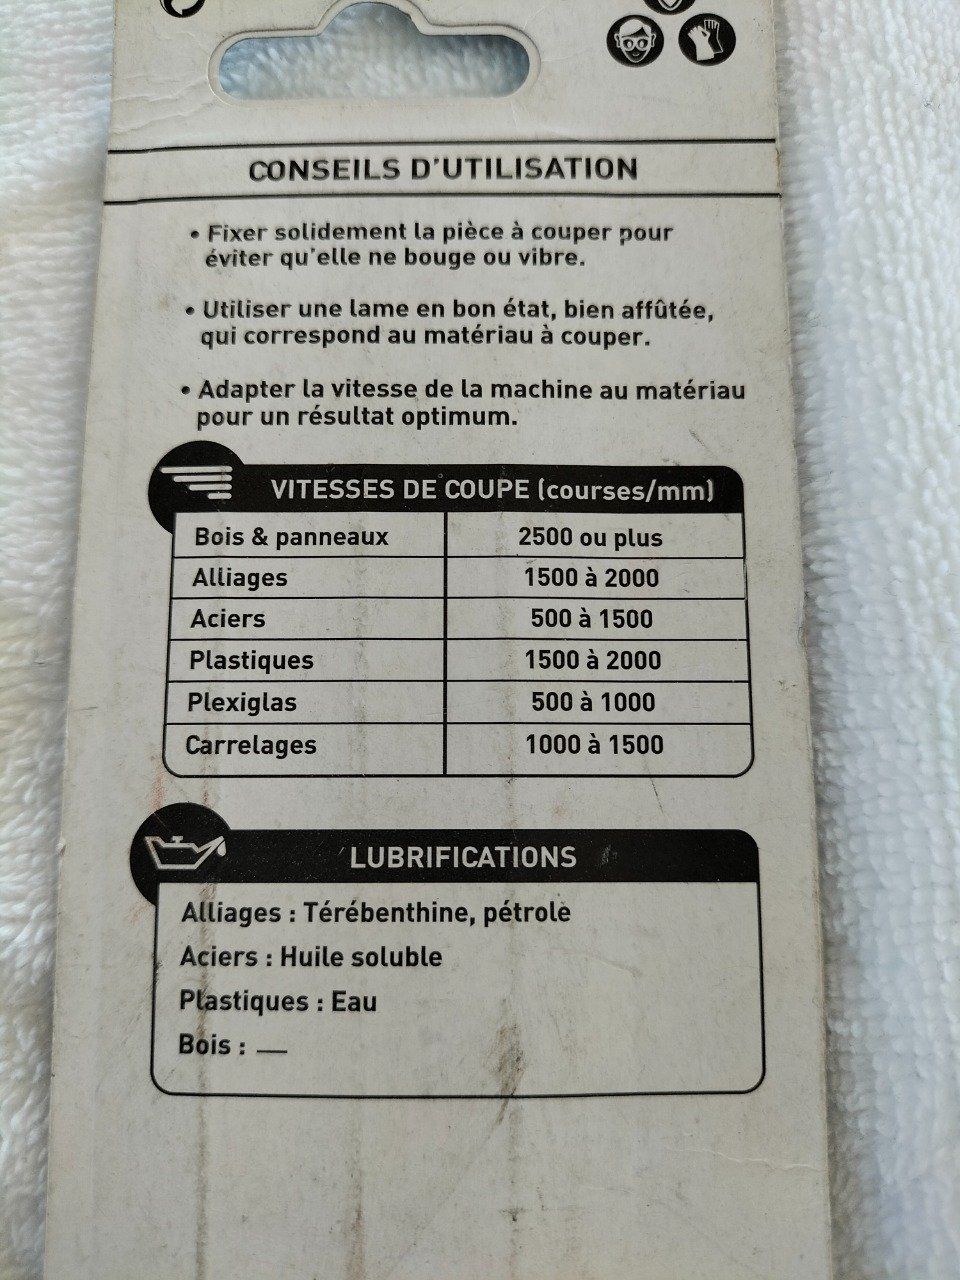 CONSEILS D'UTILISATION
• Fixer solidement la pièce à couper pour
éviter qu'elle ne bouge ou vibre.
• Utiliser une lame en bon état, bien affûtée,
qui correspond au matériau à couper.
• Adapter la vitesse de la machine au matériau
pour un résultat optimum.
VITESSES DE COUPE (courses/mm)
Bois & panneaux 2500 ou plus
Alliages 1500 à 2000
Aciers 500 à 1500
Plastiques 1500 à 2000
Plexiglas 500 à 1000
Carrelages 1000 à 1500
LUBRIFICATIONS
Alliages : Térébenthine, pétrole
Aciers : Huile soluble
Plastiques : Eau
Bois : —